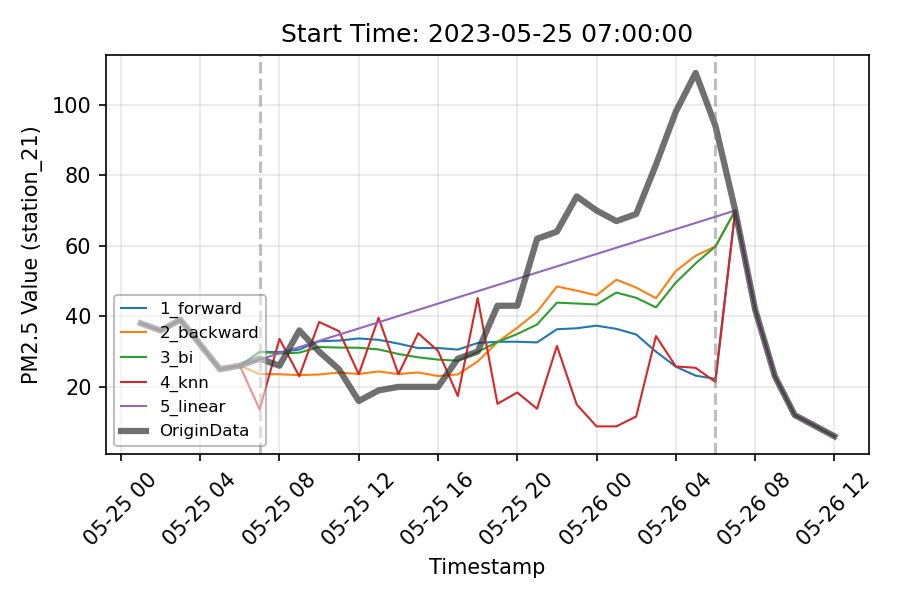 Start Time: 2023-05-25 07:00:00
PM2.5 Value (station_21)
100
80
60
40
20
1_forward
2_backward
3_bi
4_knn
5_linear
OriginData
05-25 00
05-25 04
05-25 08
05-25 12
05-25 16
05-25 20
05-26 00
05-26 04
05-26 08
05-26 12
Timestamp